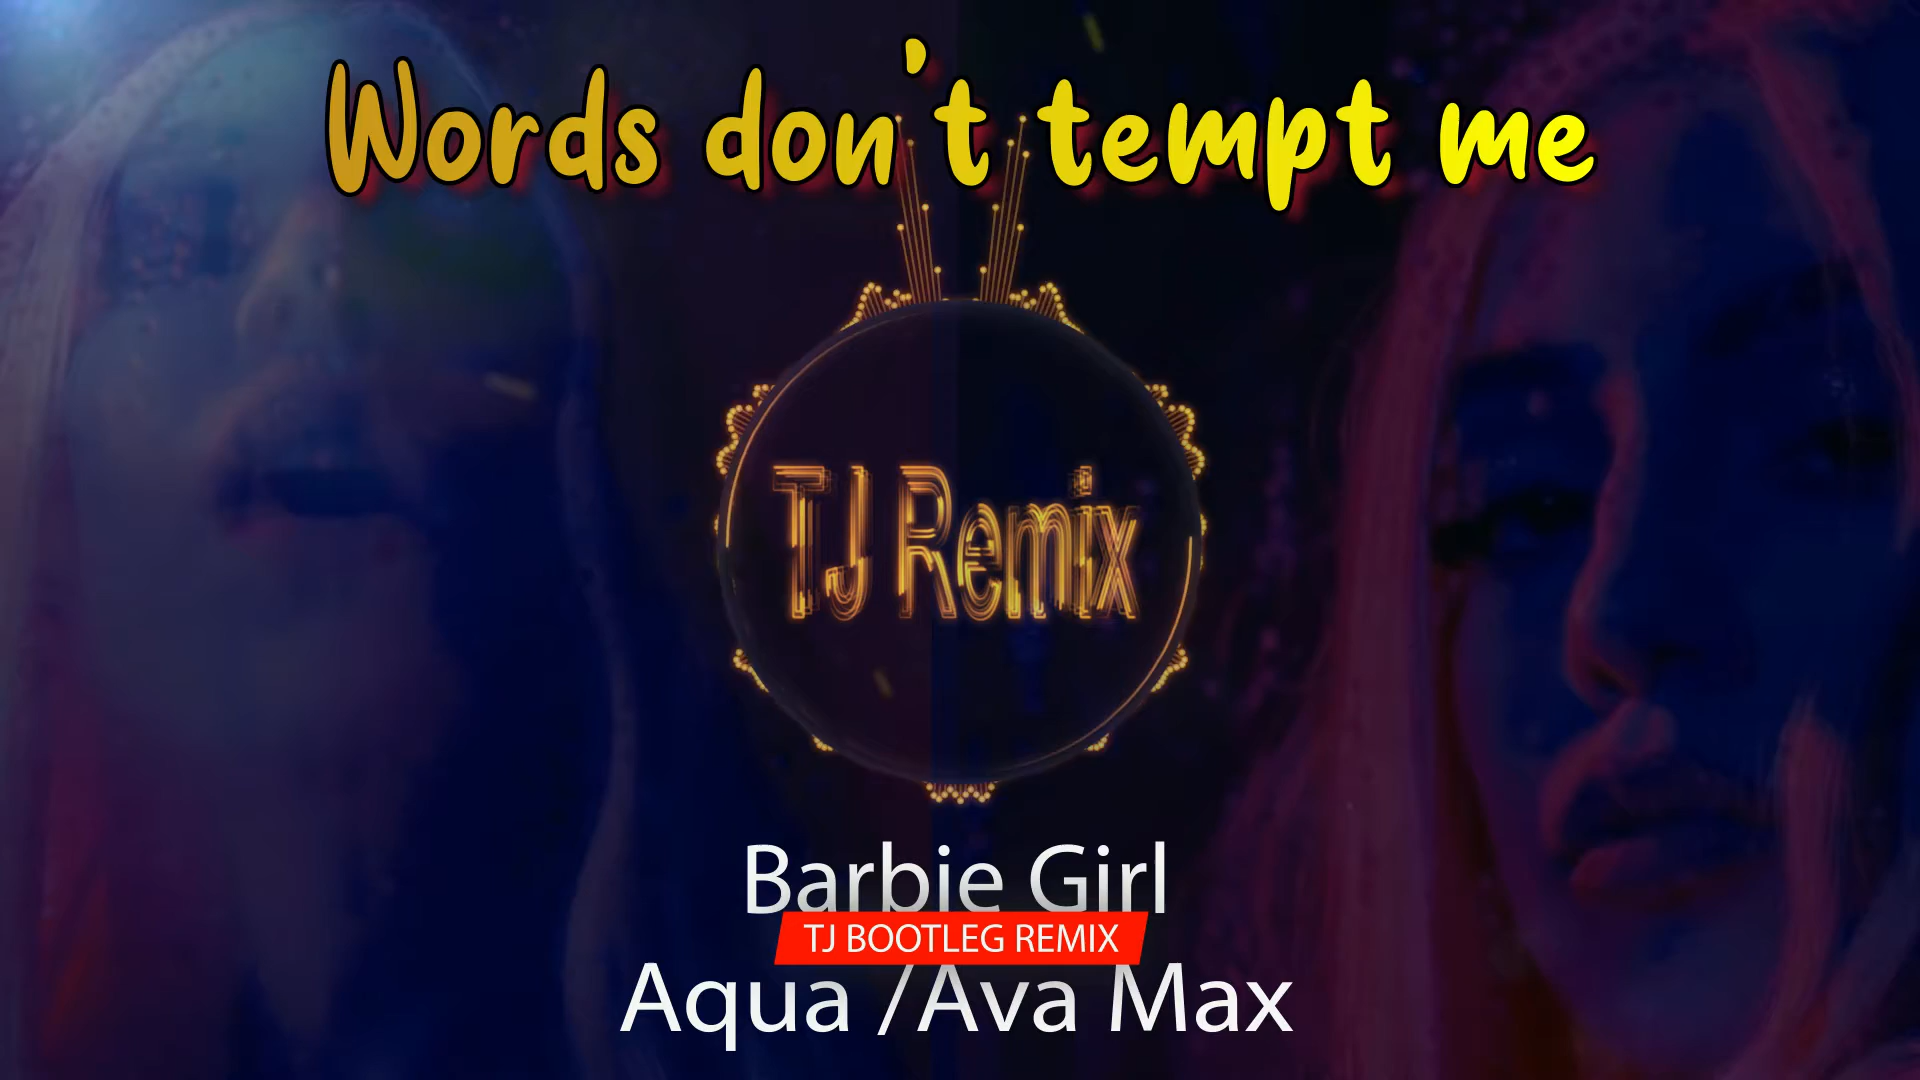 Words don't tempt me
TJ Remix
Barbie Girl
TJ BOOTLEG REMIX
Aqua /Ava Max